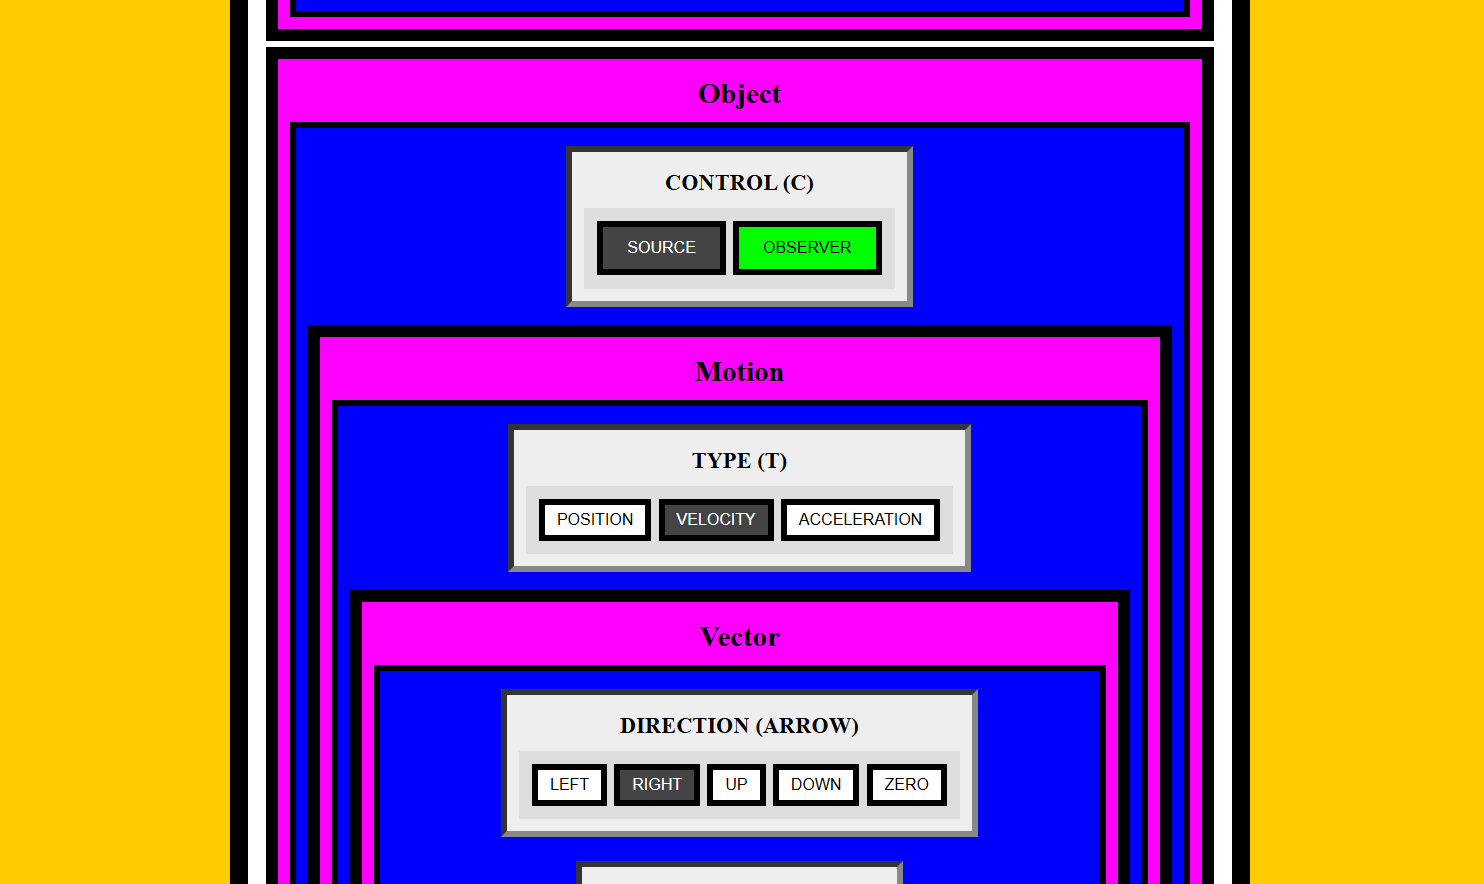 Object
CONTROL (C)
SOURCE OBSERVER
Motion
TYPE (T)
POSITION VELOCITY ACCELERATION
Vector
DIRECTION (ARROW)
LEFT RIGHT UP DOWN ZERO